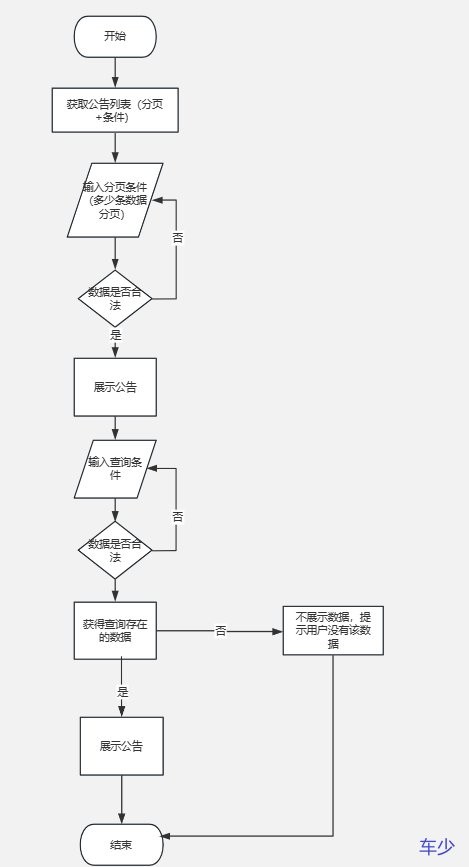 开始
获取公告列表（分页
+条件）
输入分页条件
（多少条数据
分页）
否
数据是否合
法
是
展示公告
输入查询条
件
否
数据是否合
法
获得查询存在
的数据
否
不展示数据，提
示用户没有该数
据
是
展示公告
结束
车少